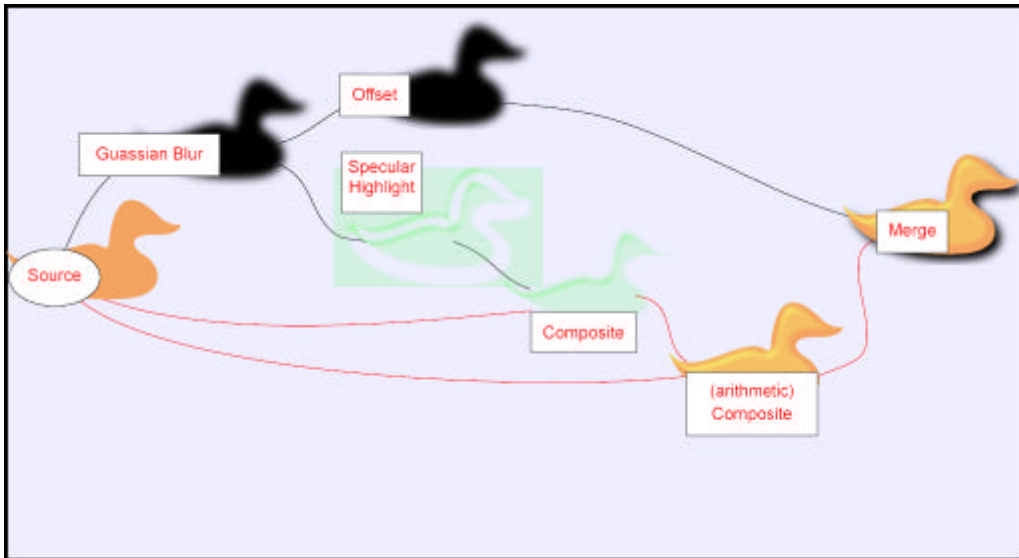 Offset
Guassian Blur
Specular
Highlight
Merge
Source
Composite
(arithmetic)
Composite